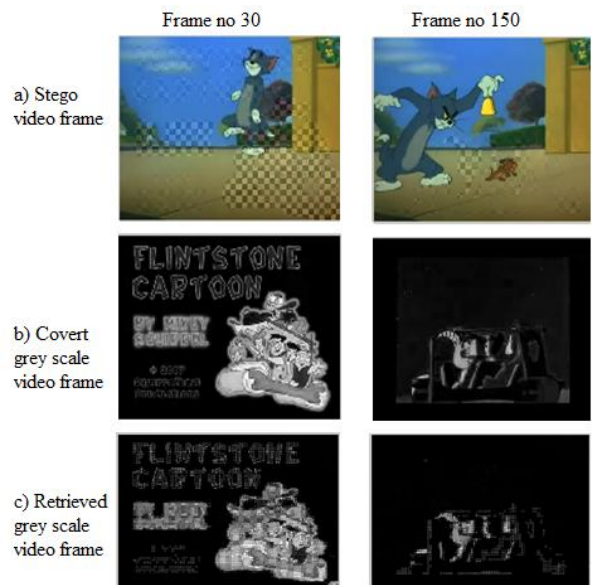 Frame no 30
Frame no 150
a) Stego
video frame
FLINTSTONE
CARTOON
b) Covert
grey scale
video frame
© 2007
FLINTSTONE
CARTOON
c) Retrieved
grey scale
video frame